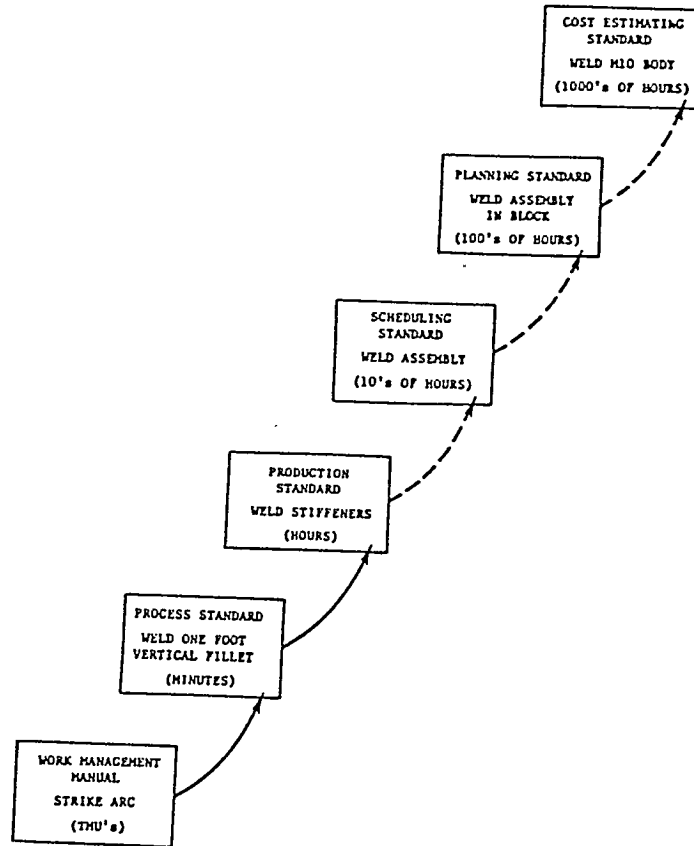 COST ESTIMATING
STANDARD
WELD MIO BODY
(1000's OF HOURS)
PLANNING STANDARD
WELD ASSEMBLY
IN BLOCK
(100's OF HOURS)
SCHEDULING
STANDARD
WELD ASSEMBLY
(10's OF HOURS)
PRODUCTION
STANDARD
WELD STIFFENERS
(HOURS)
PROCESS STANDARD
WELD ONE FOOT
VERTICAL FILLET
(MINUTES)
WORK MANAGEMENT
MANUAL
STRIKE ARC
(TMU's)